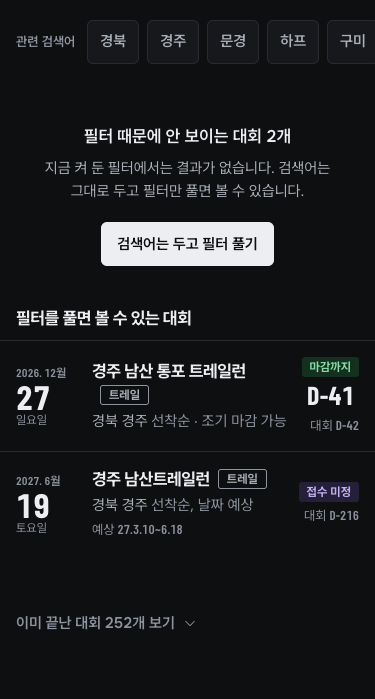 관련 검색어 경북 경주 문경 하프 구미
필터 때문에 안 보이는 대회 2개
지금 켜 둔 필터에서는 결과가 없습니다. 검색어는
그대로 두고 필터만 풀면 볼 수 있습니다.
검색어는 두고 필터 풀기
필터를 풀면 볼 수 있는 대회
2026. 12월
27
일요일
경주 남산 통포 트레일런
트레일
경북 경주 선착순 · 조기 마감 가능
마감까지
D-41
대회 D-42
2027. 6월
19
토요일
경주 남산트레일런 트레일
경북 경주 선착순, 날짜 예상
예상 27.3.10~6.18
접수 미정
대회 D-216
이미 끝난 대회 252개 보기